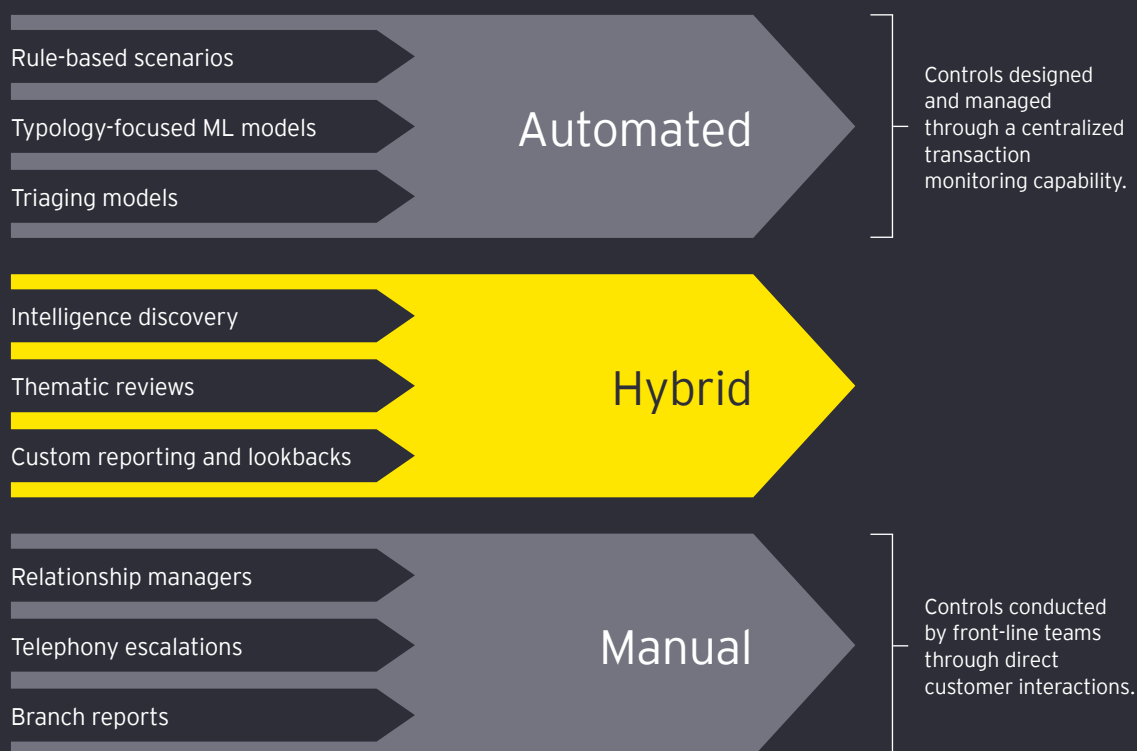 Rule-based scenarios
Typology-focused ML models
Triaging models
Automated
Controls designed
and managed
through a centralized
transaction
monitoring capability.
Intelligence discovery
Thematic reviews
Custom reporting and lookbacks
Hybrid
Relationship managers
Telephony escalations
Branch reports
Manual
Controls conducted
by front-line teams
through direct
customer interactions.